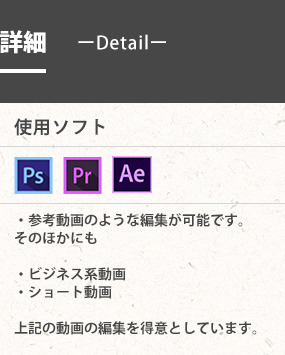 詳細 ーDetailー
使用ソフト
Ps Pr Ae
・参考動画のような編集が可能です。
そのほかにも
・ビジネス系動画
・ショート動画
上記の動画の編集を得意としています。